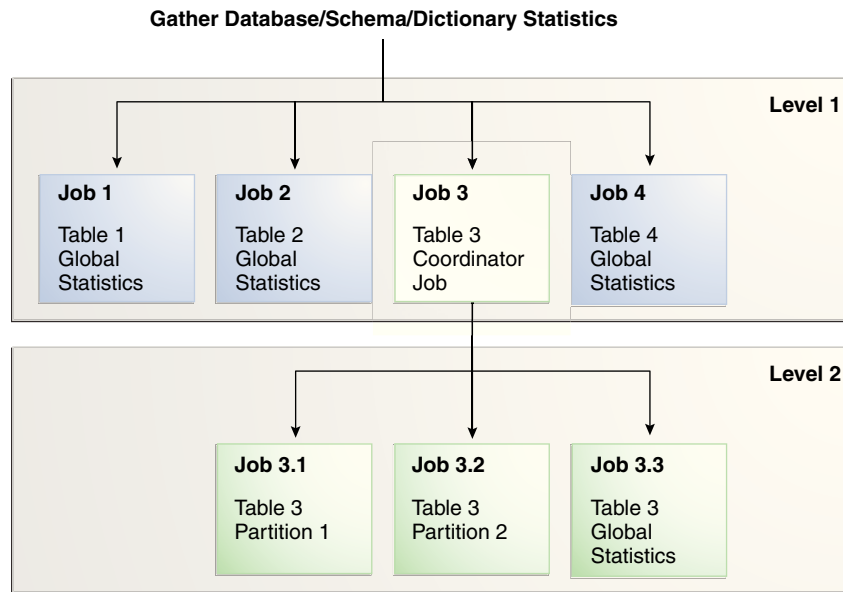 Gather Database/Schema/Dictionary Statistics
Level 1
Job 1
Table 1
Global
Statistics
Job 2
Table 2
Global
Statistics
Job 3
Table 3
Coordinator
Job
Job 4
Table 4
Global
Statistics
Level 2
Job 3.1
Table 3
Partition 1
Job 3.2
Table 3
Partition 2
Job 3.3
Table 3
Global
Statistics